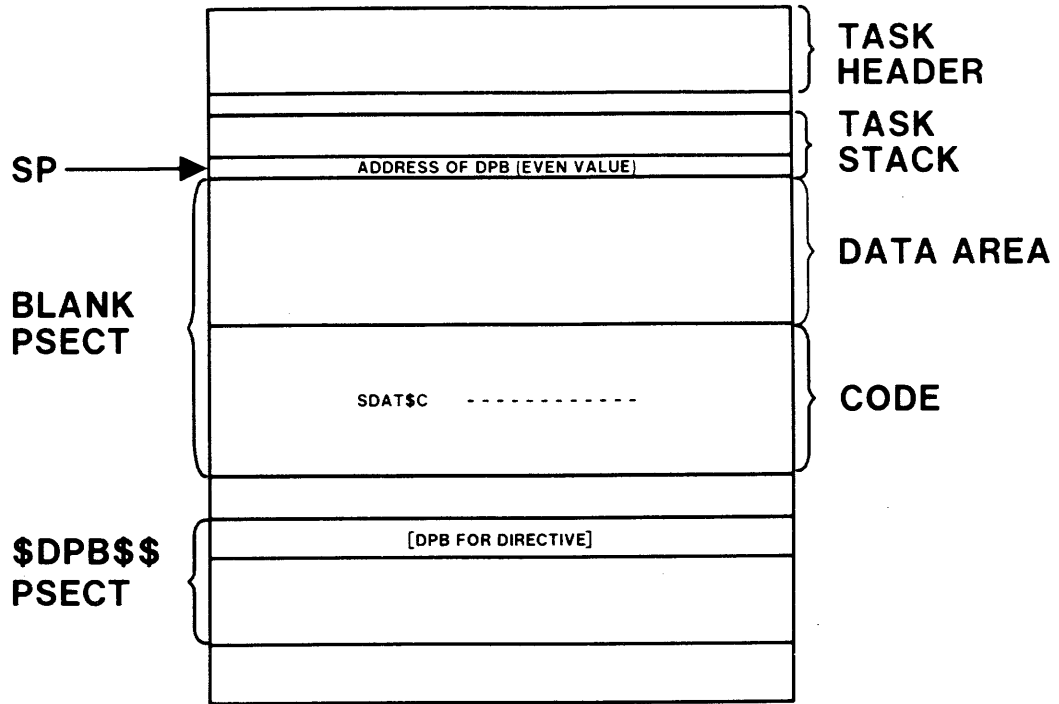 TASK
HEADER
TASK
STACK
SP
ADDRESS OF DPB (EVEN VALUE)
DATA AREA
BLANK
PSECT
SDAT$C - - - - - - - - - - - -
CODE
$DPB$$
PSECT
[DPB FOR DIRECTIVE]